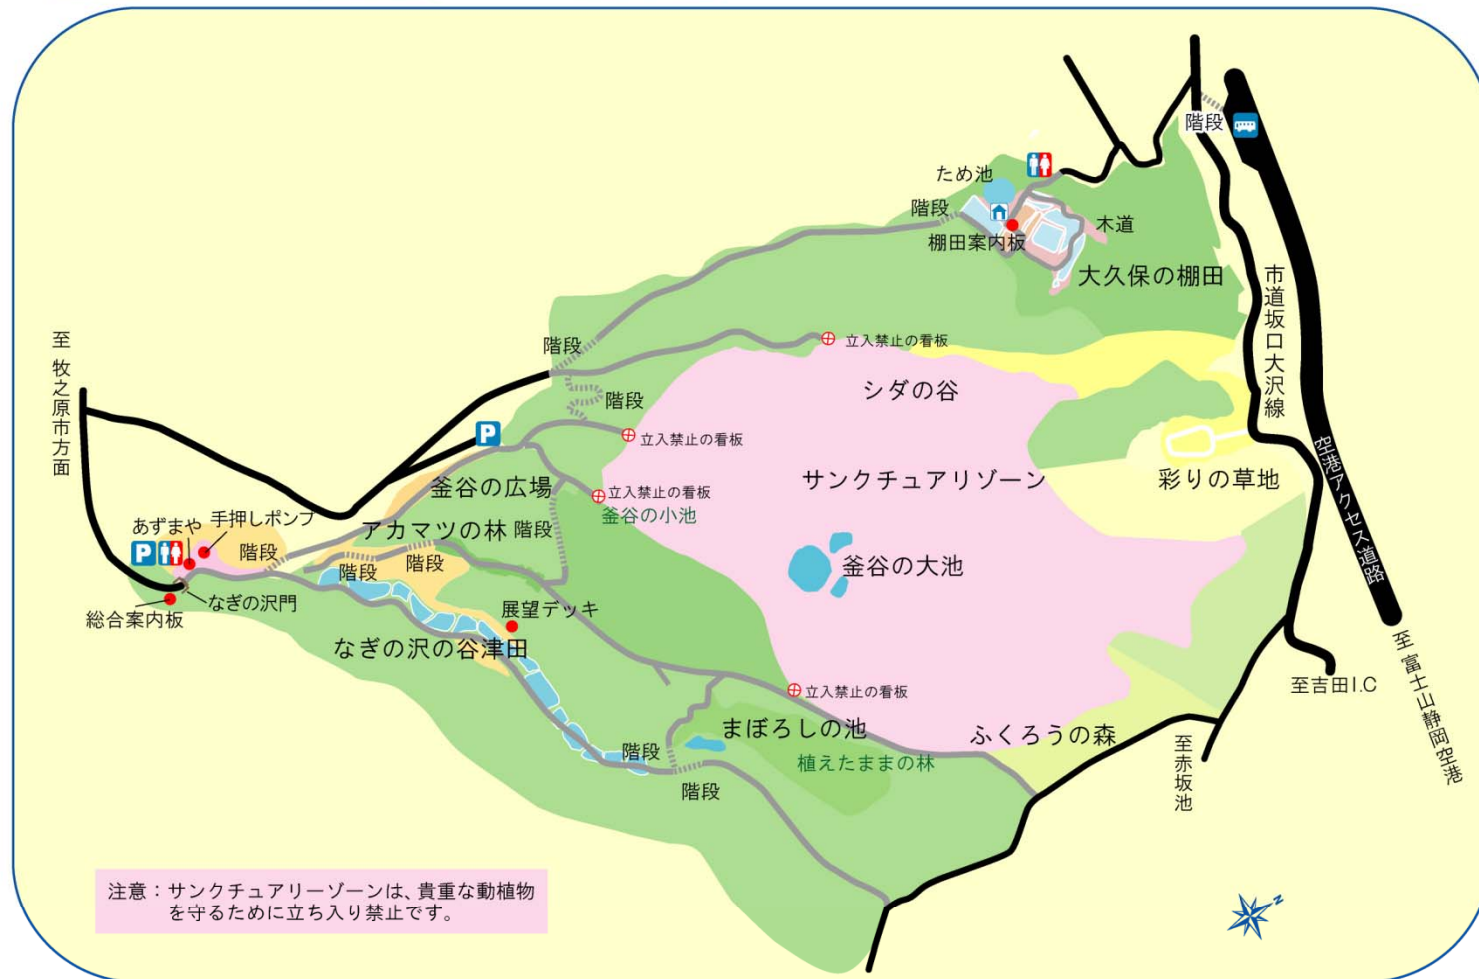 階段
ため池
階段
木道
棚田案内板
大久保の棚田
市道坂口大沢線
至 牧之原市方面
階段
立入禁止の看板
シダの谷
階段
P
立入禁止の看板
空港アクセス道路
サンクチュアリゾーン
彩りの草地
釜谷の広場
立入禁止の看板
釜谷の小池
手押しポンプ
あずまや
アカマツの林
階段
P
階段
階段
階段
釜谷の大池
なぎの沢門
総合案内板
展望デッキ
なぎの沢の谷津田
至 富士山静岡空港
至吉田I.C
立入禁止の看板
まぼろしの池
ふくろうの森
至赤坂池
階段
植えたままの林
階段
注意：サンクチュアリーゾーンは、貴重な動植物
を守るために立ち入り禁止です。
N